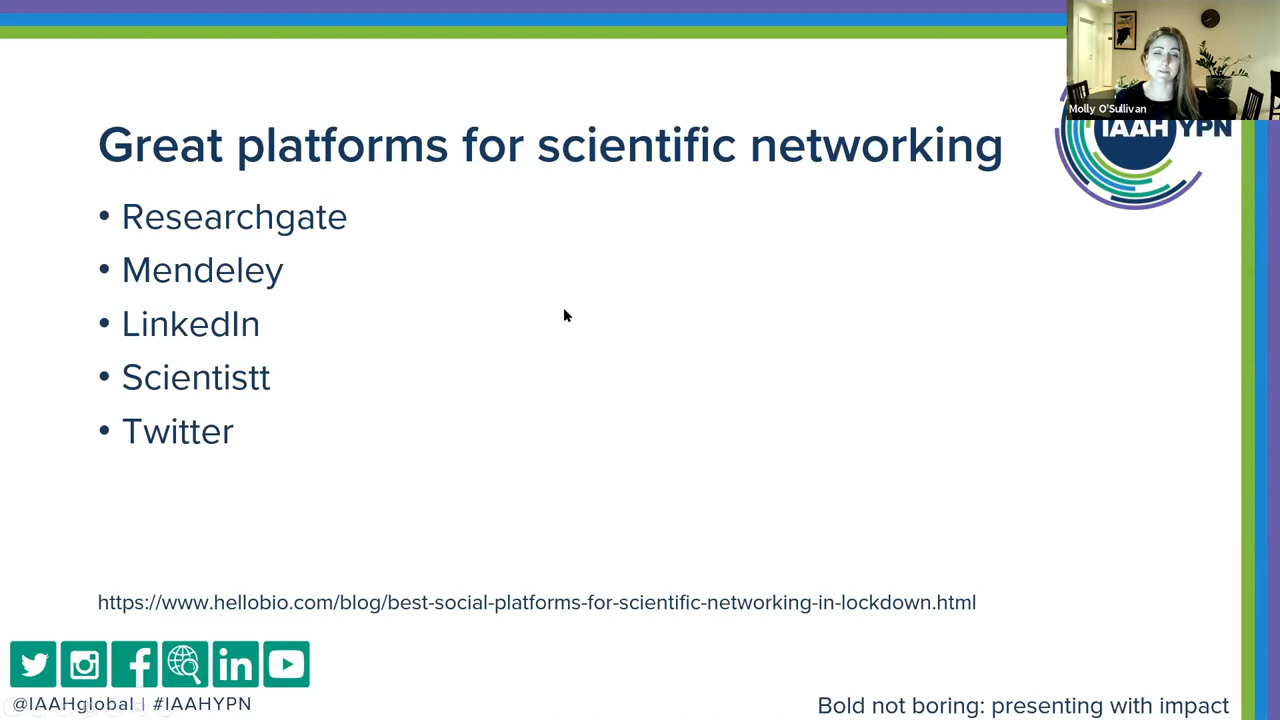 Molly O'Sullivan
IAAH YPN
Great platforms for scientific networking
• Researchgate
• Mendeley
• LinkedIn
• Scientistt
• Twitter
https://www.hellobio.com/blog/best-social-platforms-for-scientific-networking-in-lockdown.html
@IAAHglobal | #IAAHYPN
Bold not boring: presenting with impact